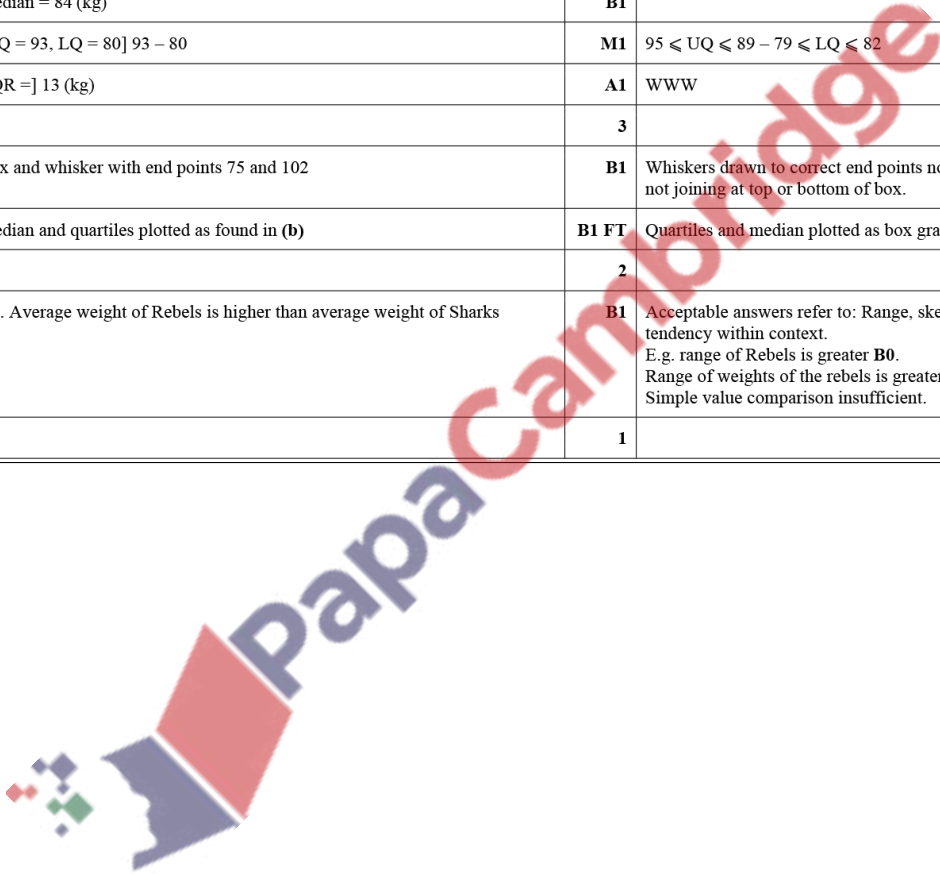 edian = 84 (kg) B1
Q = 93, LQ = 80] 93 – 80 M1 95 ⩽ UQ ⩽ 89 – 79 ⩽ LQ ⩽ 82
QR =] 13 (kg) A1 WWW
3
x and whisker with end points 75 and 102 B1 Whiskers drawn to correct end points no
not joining at top or bottom of box.
edian and quartiles plotted as found in (b) B1 FT Quartiles and median plotted as box gra
2
. Average weight of Rebels is higher than average weight of Sharks B1 Acceptable answers refer to: Range, ske
tendency within context.
E.g. range of Rebels is greater B0.
Range of weights of the rebels is greater
Simple value comparison insufficient.
1
PapaCambridge